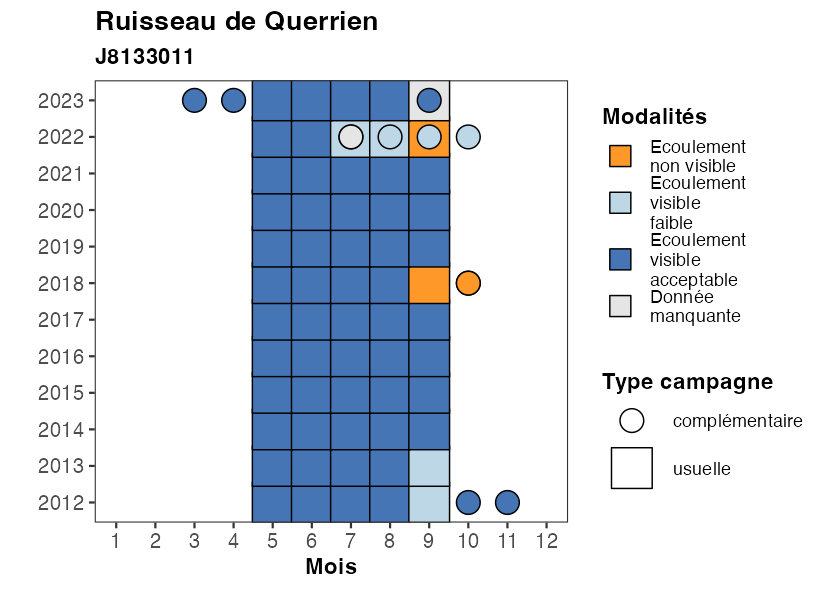 Ruisseau de Querrien
J8133011
2023
2022
2021
2020
2019
2018
2017
2016
2015
2014
2013
2012
1 2 3 4 5 6 7 8 9 10 11 12
Mois
Modalités
Ecoulement
non visible
Ecoulement
visible
faible
Ecoulement
visible
acceptable
Donnée
manquante
Type campagne
complémentaire
usuelle